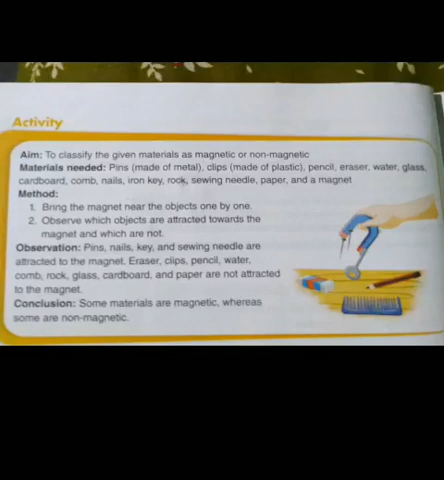 Activity
Aim: To classify the given materials as magnetic or non-magnetic
Materials needed: Pins (made of metal), clips (made of plastic), pencil, eraser, water, glass,
cardboard, comb, nails, iron key, rock, sewing needle, paper, and a magnet
Method:
1. Bring the magnet near the objects one by one.
2. Observe which objects are attracted towards the
magnet and which are not.
Observation: Pins, nails, key, and sewing needle are
attracted to the magnet. Eraser, clips, pencil, water,
comb, rock, glass, cardboard, and paper are not attracted
to the magnet.
Conclusion: Some materials are magnetic, whereas
some are non-magnetic.